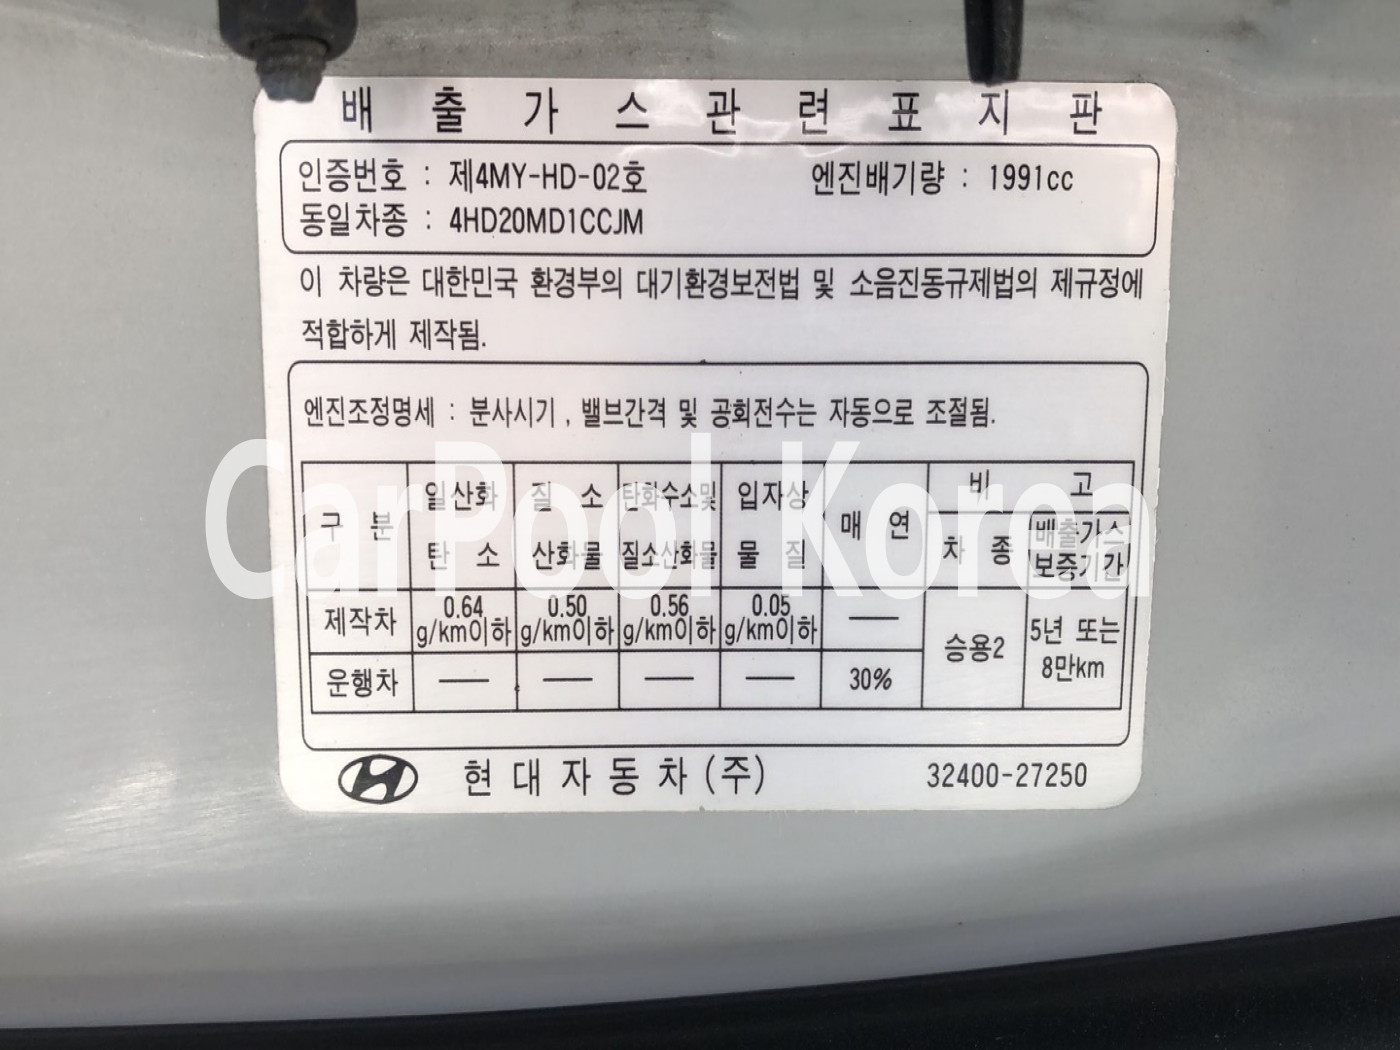 배 출 가 스 관 련 표 지 판
인증번호 : 제4MY-HD-02호 엔진배기량 : 1991cc
동일차종 : 4HD20MD1CCJM
이 차량은 대한민국 환경부의 대기환경보전법 및 소음진동규제법의 제규정에
적합하게 제작됨.
엔진조정명세 : 분사시기 , 밸브간격 및 공회전수는 자동으로 조절됨.
구 분 일산화 탄 소 질 소 산화물 탄화수소및 질소산화물 입자상 물 질 매 연 비 고
차 종 배출가스 보증기간
제작차 0.64 g/km이하 0.50 g/km이하 0.56 g/km이하 0.05 g/km이하 — 승용2 5년 또는 8만km
운행차 — — — — 30%
현대자동차(주) 32400-27250
CarPool Korea